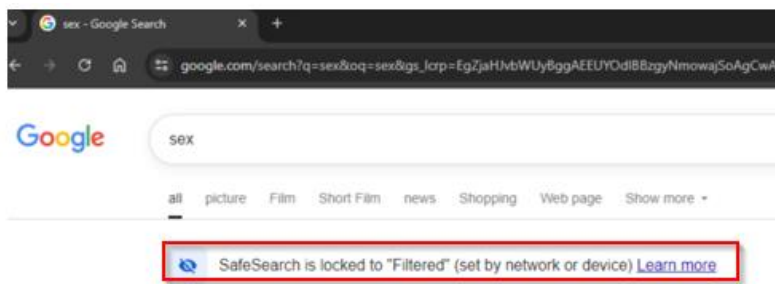 sex - Google Search
google.com/search?q=sex&oq=sex&gs_lcrp=EgZjaHJvbWUyBggAEEUYOdIBBzgyNmowajSoAgCwA
Google
sex
all picture Film Short Film news Shopping Web page Show more
SafeSearch is locked to "Filtered" (set by network or device) Learn more